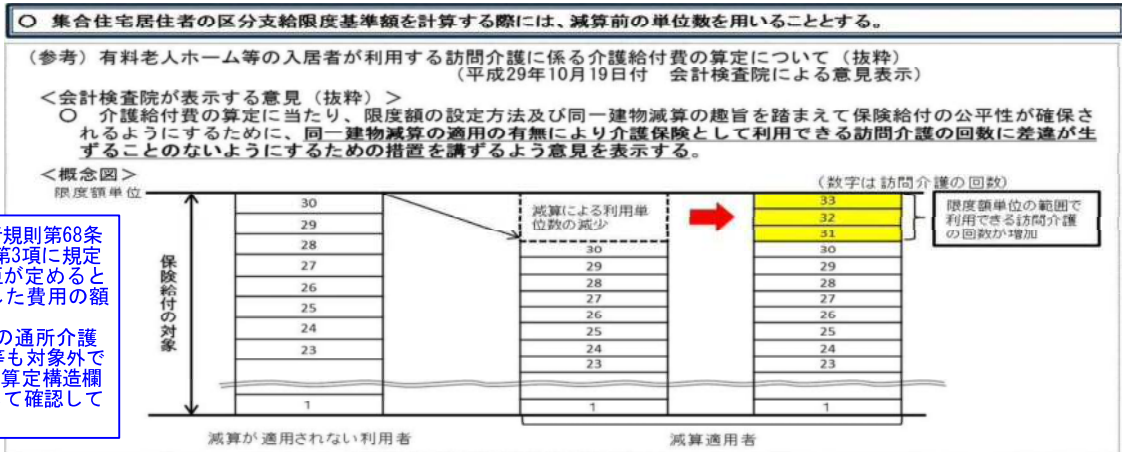 ○ 集合住宅居住者の区分支給限度基準額を計算する際には、減算前の単位数を用いることとする。
（参考）有料老人ホーム等の入居者が利用する訪問介護に係る介護給付費の算定について（抜粋）
（平成29年10月19日付　会計検査院による意見表示）
＜会計検査院が表示する意見（抜粋）＞
○ 介護給付費の算定に当たり、限度額の設定方法及び同一建物減算の趣旨を踏まえて保険給付の公平性が確保さ
れるようにするために、同一建物減算の適用の有無により介護保険として利用できる訪問介護の回数に差違が生
ずることのないようにするための措置を講ずるよう意見を表示する。
＜概念図＞
（数字は訪問介護の回数）
限度額単位
規則第68条
第3項に規定
が定めると
した費用の額
の通所介護
等も対象外で
算定構造欄
て確認して
保険給付の対象
30
29
28
27
26
25
24
23
1
減算による利用単
位数の減少
30
29
28
27
26
25
24
23
1
33
32
31
30
29
28
27
26
25
24
23
1
限度額単位の範囲で
利用できる訪問介護
の回数が増加
減算が適用されない利用者
減算適用者